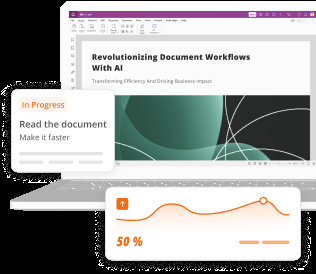 Revolutionizing Document Workflows
With AI
Transforming Efficiency And Driving Business Impact
In Progress
Read the document
Make it faster
50 %